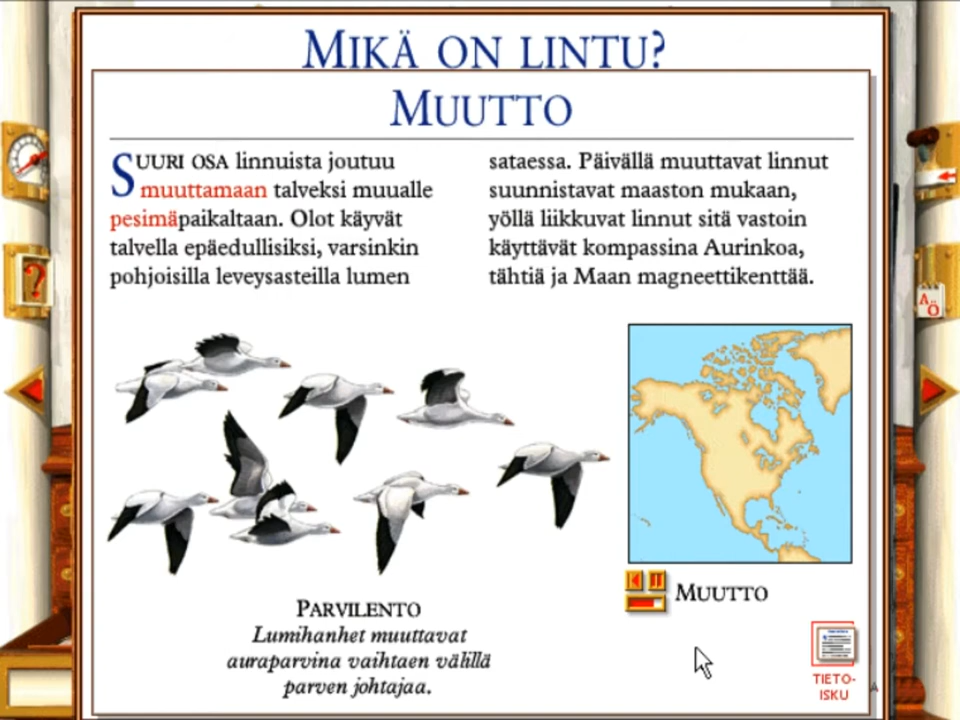 MIKÄ ON LINTU?
MUUTTO
SUURI OSA linnuista joutuu
muuttamaan talveksi muualle
pesimäpaikaltaan. Olot käyvät
talvella epäedullisiksi, varsinkin
pohjoisilla leveysasteilla lumen
sataessa. Päivällä muuttavat linnut
suunnistavat maaston mukaan,
yöllä liikkuvat linnut sitä vastoin
käyttävät kompassina Aurinkoa,
tähtiä ja Maan magneettikenttää.
?
A
Ö
PARVILENTO
Lumihanhet muuttavat
auraparvina vaihtaen välillä
parven johtajaa.
MUUTTO
TIETO-
ISKU
A